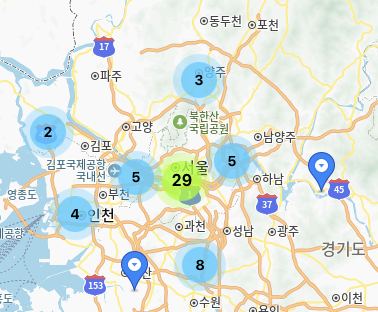 동두천
포천
17
파주
3
양주
북한산
국립공원
2
고양
남양주
김포
김포국제공항
국내선
5
서울
5
29
하남
45
영종도
부천
37
4
인천
과천
성남
광주
경기도
8
153
수원
용인
이천